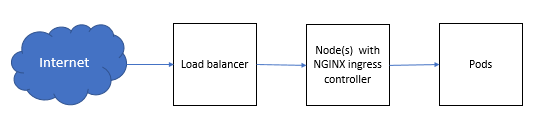 Internet
Load balancer
Node(s) with
NGINX ingress
controller
Pods